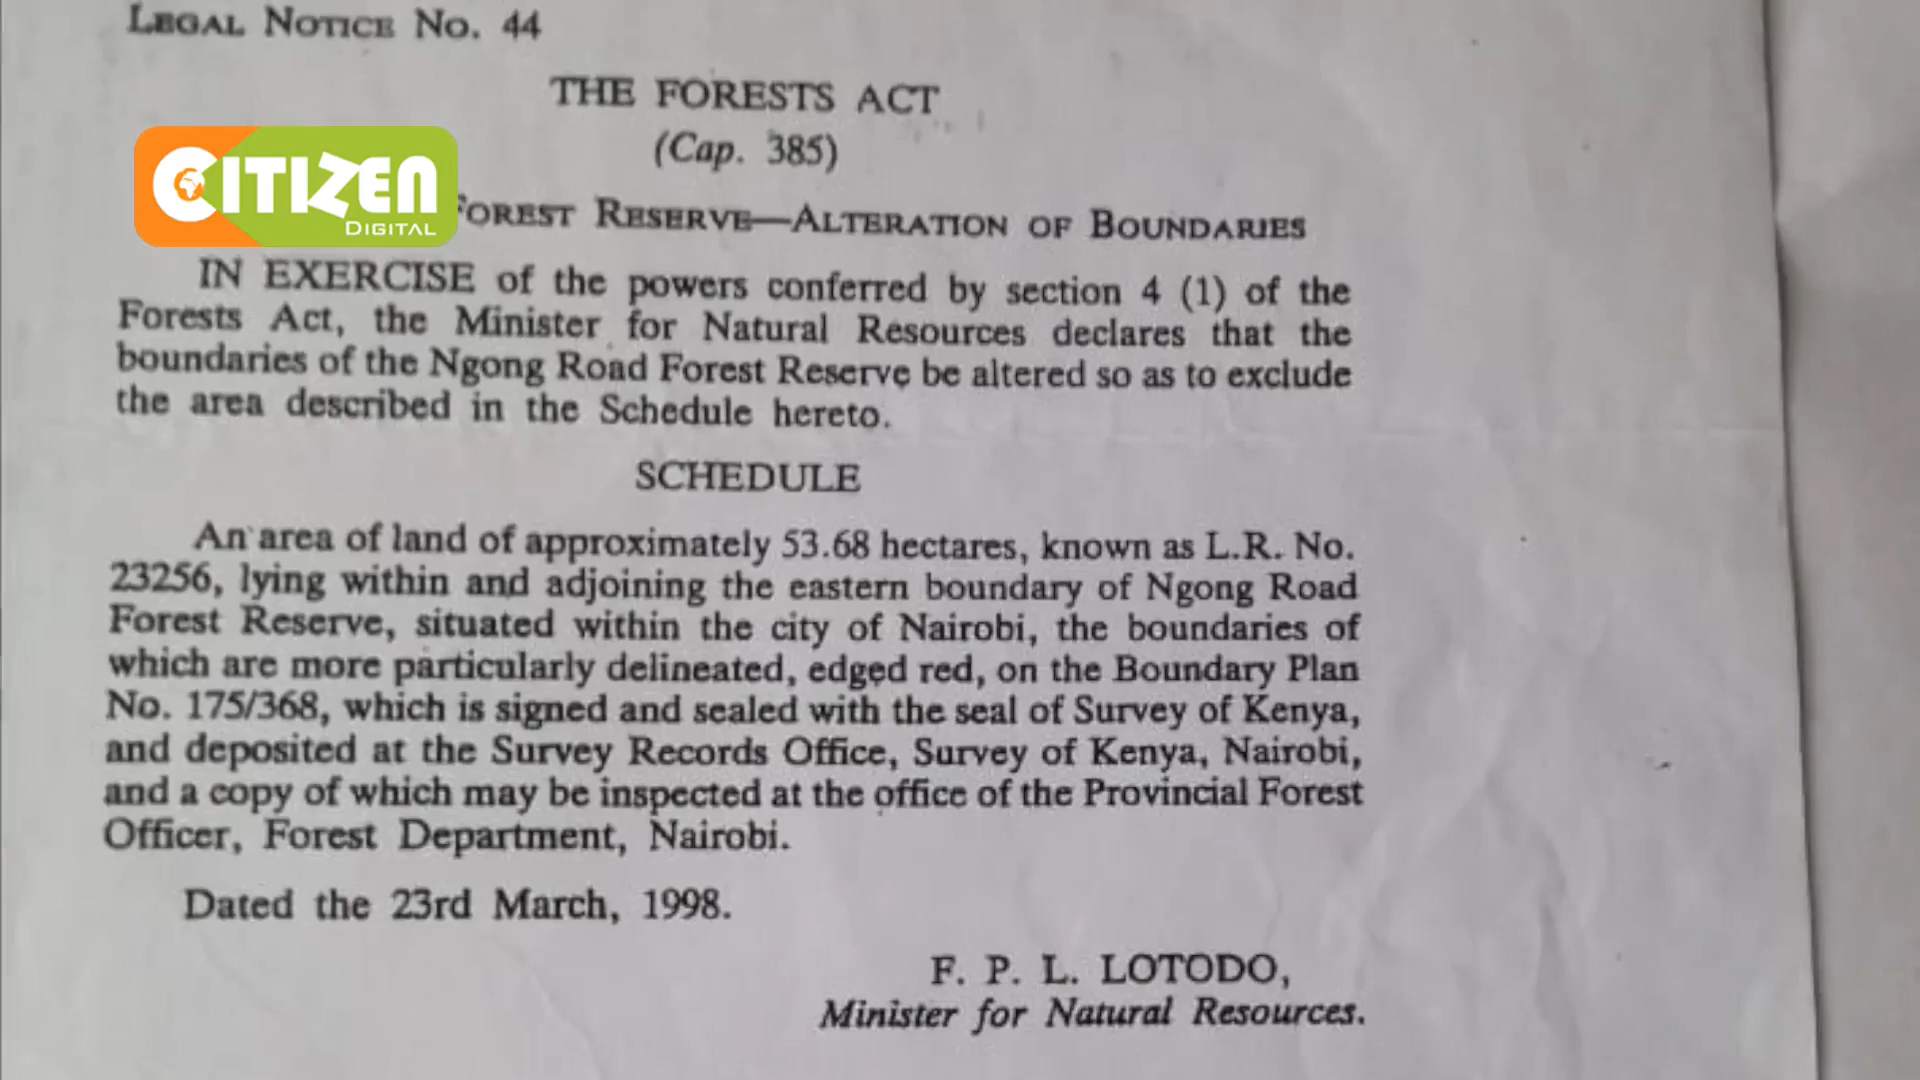 LEGAL NOTICE NO. 44
THE FORESTS ACT
(Cap. 385)
CITIZEN
DIGITAL
FOREST RESERVE—ALTERATION OF BOUNDARIES
IN EXERCISE of the powers conferred by section 4 (1) of the
Forests Act, the Minister for Natural Resources declares that the
boundaries of the Ngong Road Forest Reserve be altered so as to exclude
the area described in the Schedule hereto.
SCHEDULE
An area of land of approximately 53.68 hectares, known as L.R. No.
23256, lying within and adjoining the eastern boundary of Ngong Road
Forest Reserve, situated within the city of Nairobi, the boundaries of
which are more particularly delineated, edged red, on the Boundary Plan
No. 175/368, which is signed and sealed with the seal of Survey of Kenya,
and deposited at the Survey Records Office, Survey of Kenya, Nairobi,
and a copy of which may be inspected at the office of the Provincial Forest
Officer, Forest Department, Nairobi.
Dated the 23rd March, 1998.
F. P. L. LOTODO,
Minister for Natural Resources.